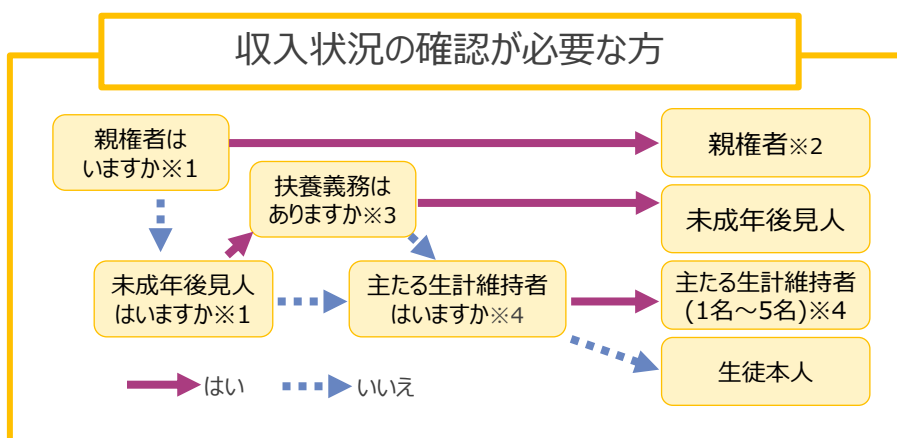 収入状況の確認が必要な方
親権者は
いますか※1
親権者※2
扶養義務は
ありますか※3
未成年後見人
未成年後見人
はいますか※1
主たる生計維持者
はいますか※4
主たる生計維持者
(1名～5名)※4
生徒本人
はい
いいえ